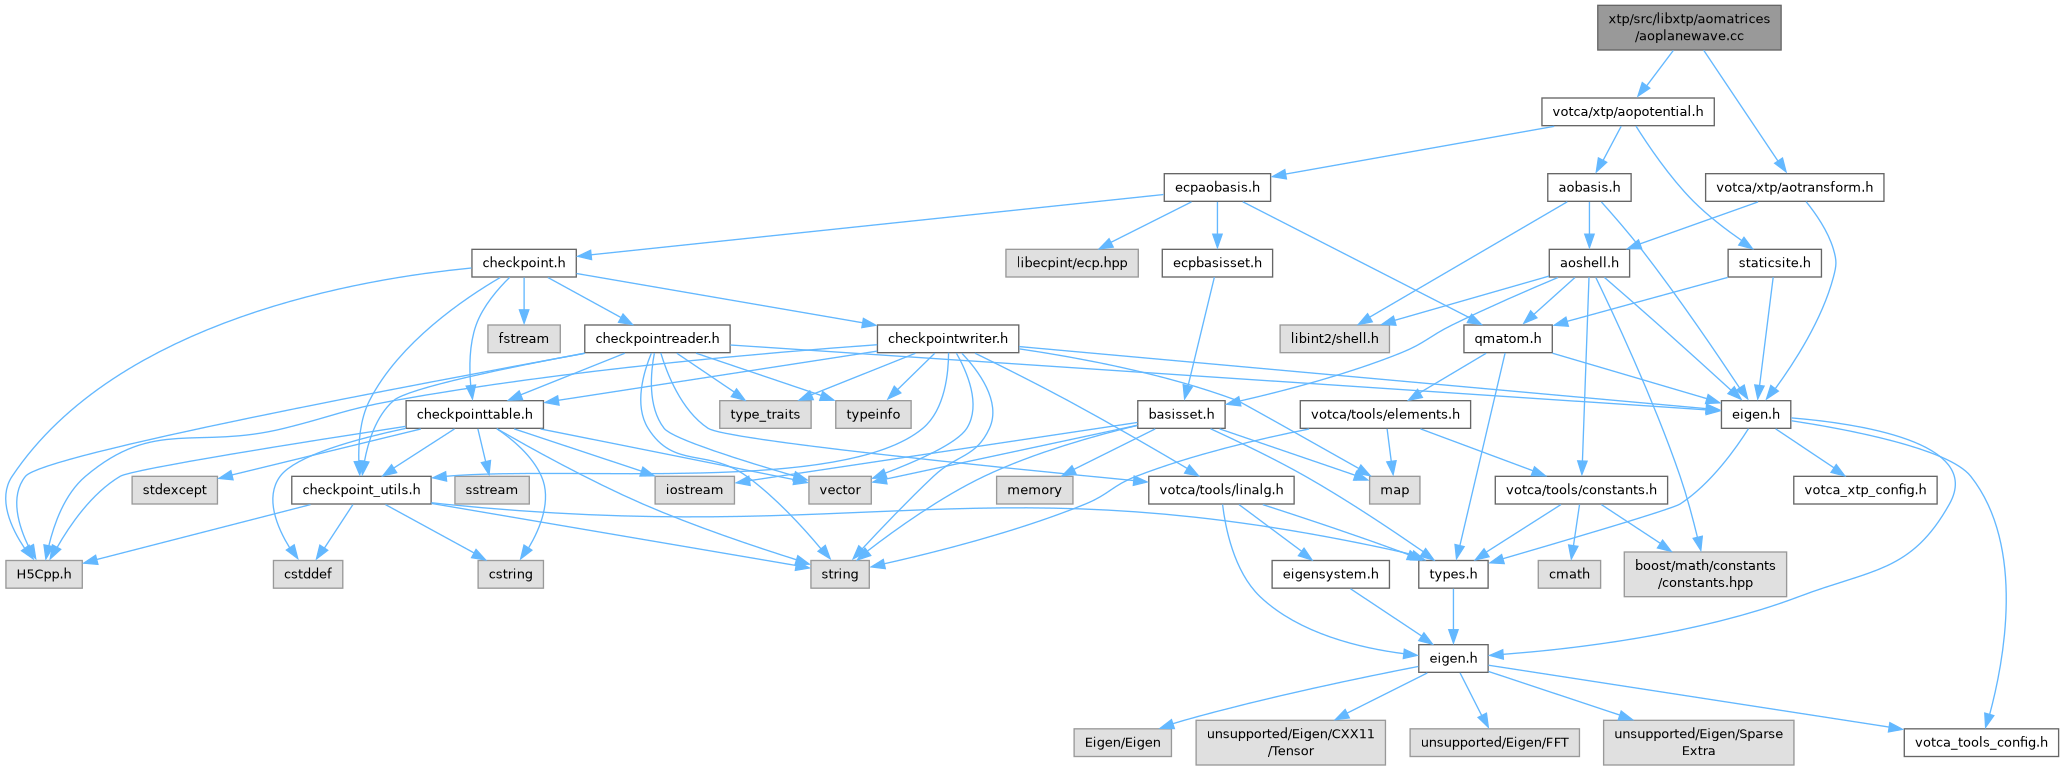 xtp/src/libxtp/aomatrices
/aoplanewave.cc
votca/xtp/aopotential.h
ecpaobasis.h
aobasis.h
votca/xtp/aotransform.h
checkpoint.h
libecpint/ecp.hpp
ecpbasisset.h
aoshell.h
staticsite.h
fstream
checkpointreader.h
checkpointwriter.h
libint2/shell.h
qmatom.h
checkpointtable.h
type_traits
typeinfo
basisset.h
votca/tools/elements.h
eigen.h
stdexcept
checkpoint_utils.h
sstream
iostream
vector
memory
votca/tools/linalg.h
map
votca/tools/constants.h
votca_xtp_config.h
H5Cpp.h
cstddef
cstring
string
eigensystem.h
types.h
cmath
boost/math/constants
/constants.hpp
eigen.h
Eigen/Eigen
unsupported/Eigen/CXX11
/Tensor
unsupported/Eigen/FFT
unsupported/Eigen/Sparse
Extra
votca_tools_config.h